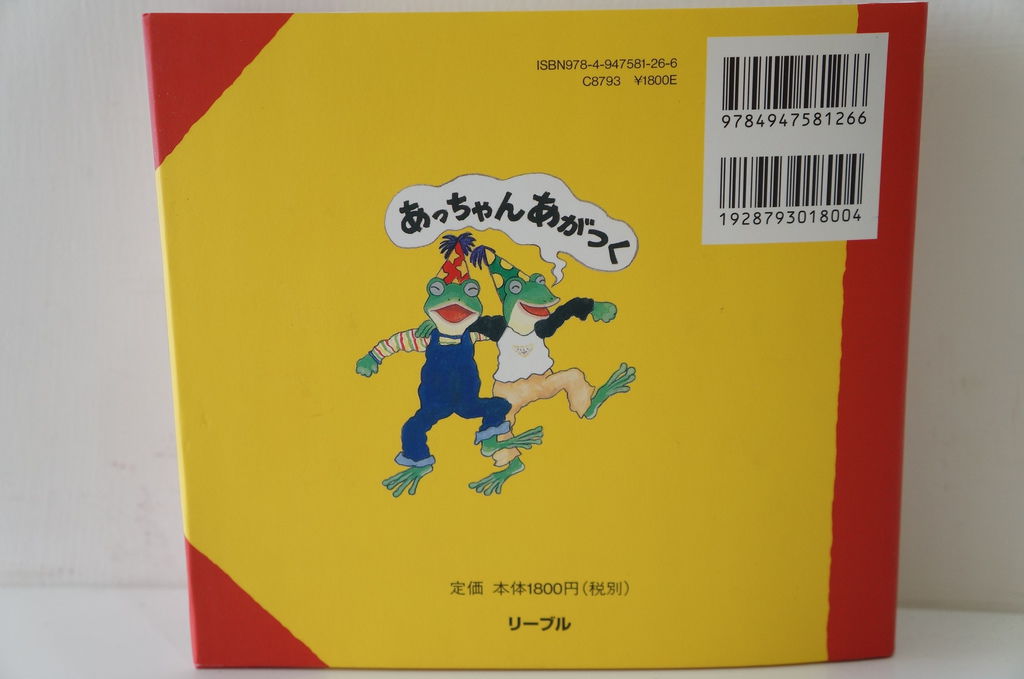 ISBN978-4-947581-26-6
C8793 ¥1800E
9784947581266
1928793018004
あっちゃんあがつく
定価 本体1800円(税別)
リーブル